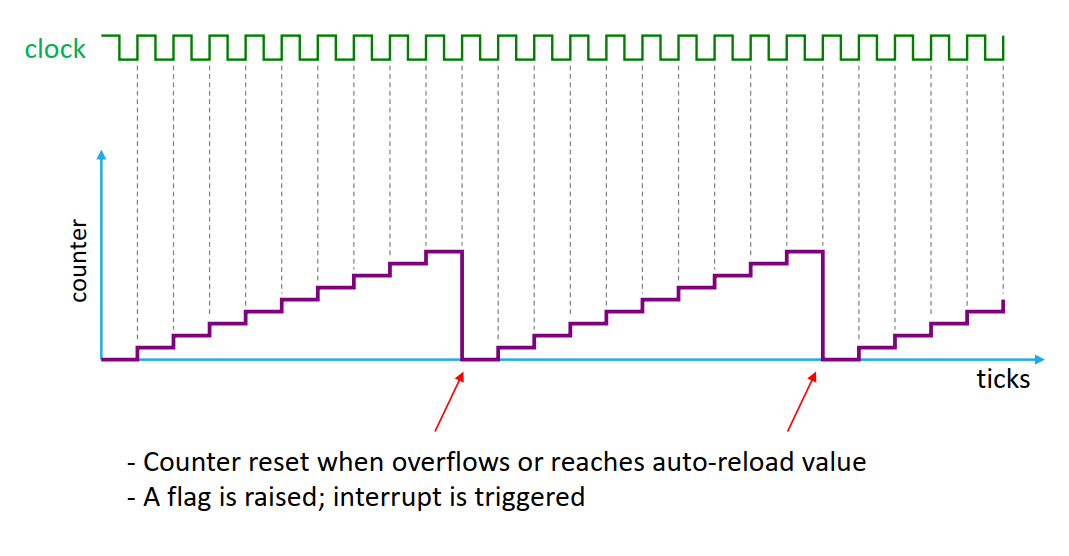 clock
counter
ticks
- Counter reset when overflows or reaches auto-reload value
- A flag is raised; interrupt is triggered